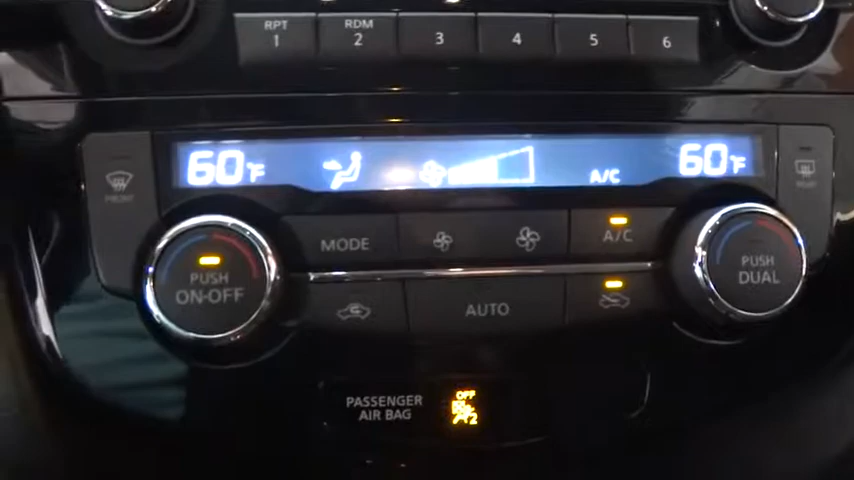 RPT RDM
1 2 3 4 5 6
60°F A/C 60°F
FRONT REAR
MODE A/C
PUSH
ON·OFF
PUSH
DUAL
AUTO
PASSENGER
AIR BAG
OFF
2